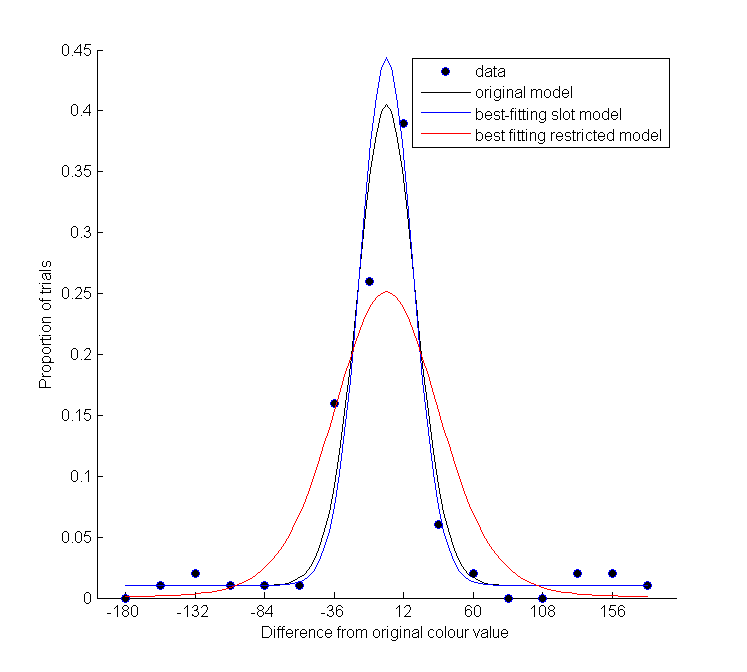 0.45
0.4
0.35
0.3
0.25
0.2
0.15
0.1
0.05
0
data
original model
best-fitting slot model
best fitting restricted model
Proportion of trials
-180 -132 -84 -36 12 60 108 156
Difference from original colour value